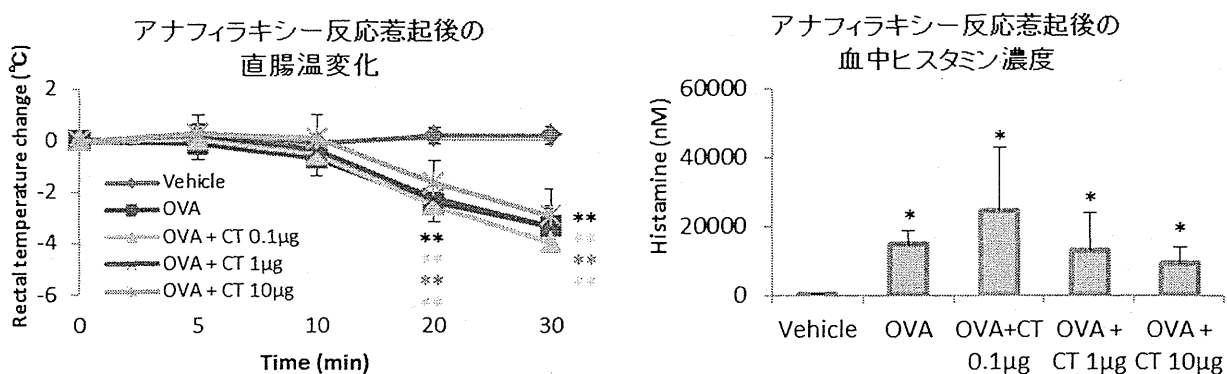 アナフィラキシー反応惹起後の
直腸温変化
Rectal temperature change (℃)
2
0
-2
-4
-6
Vehicle
OVA
OVA + CT 0.1μg
OVA + CT 1μg
OVA + CT 10μg
**
**
**
**
**
**
**
**
0 5 10 20 30
Time (min)
アナフィラキシー反応惹起後の
血中ヒスタミン濃度
Histamine (nM)
60000
40000
20000
0
*
*
*
*
Vehicle OVA OVA+CT OVA + OVA +
0.1μg CT 1μg CT 10μg